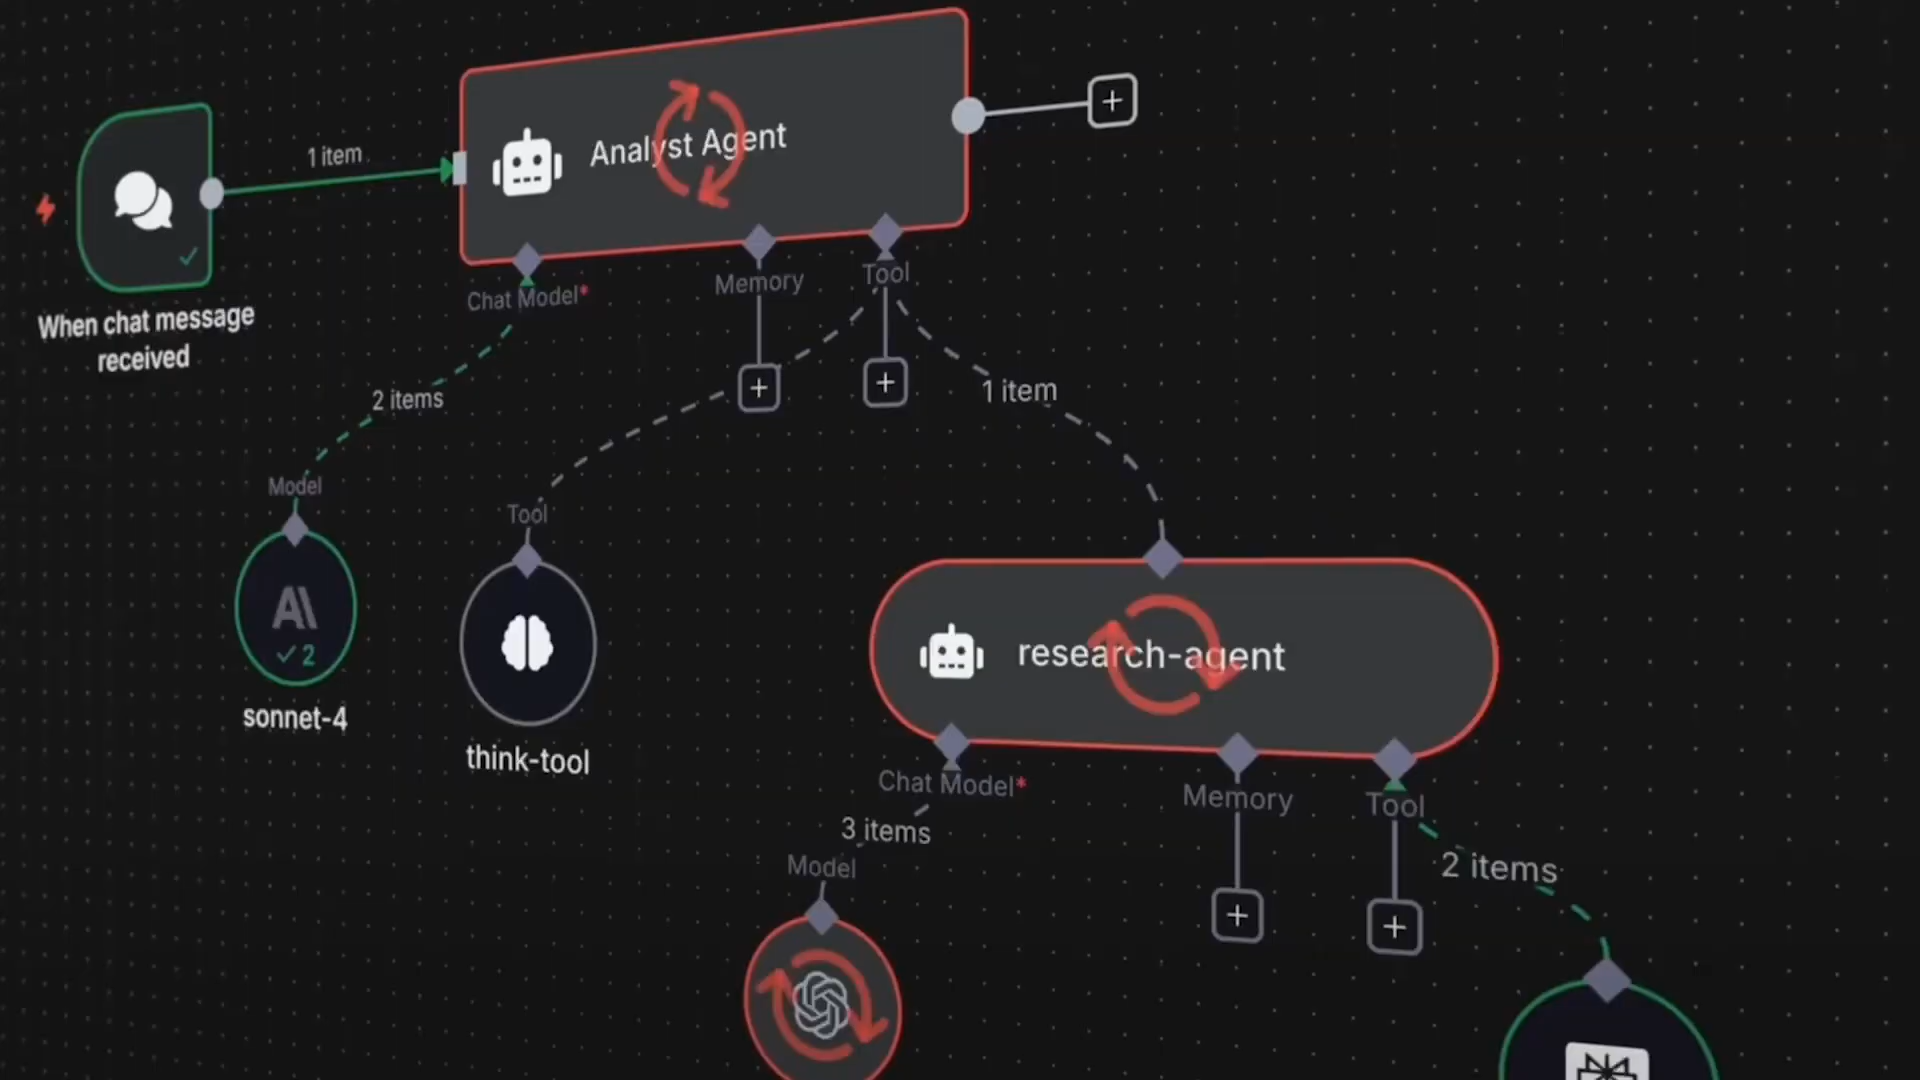 1 item
Analyst Agent
When chat message
received
Chat Model*
Memory
Tool
2 items
1 item
Model
Tool
2
sonnet-4
think-tool
research-agent
Chat Model*
Memory
Tool
3 items
2 items
Model